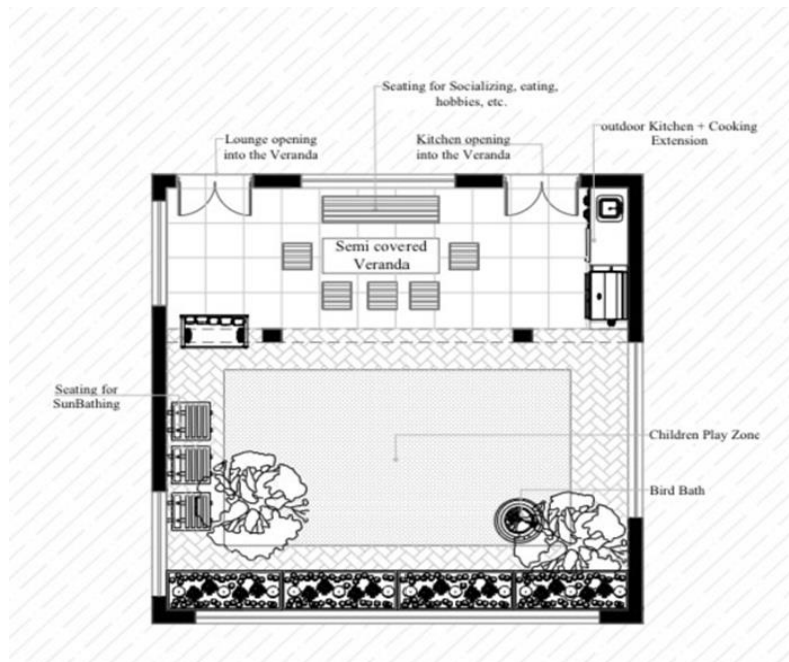 Seating for Socializing, eating,
hobbies, etc.
Lounge opening
into the Veranda
Kitchen opening
into the Veranda
outdoor Kitchen + Cooking
Extension
Semi covered
Veranda
Seating for
SunBathing
Children Play Zone
Bird Bath